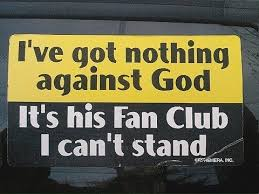 I've got nothing
against God
It's his Fan Club
I can't stand
©EPHEMERA, INC.